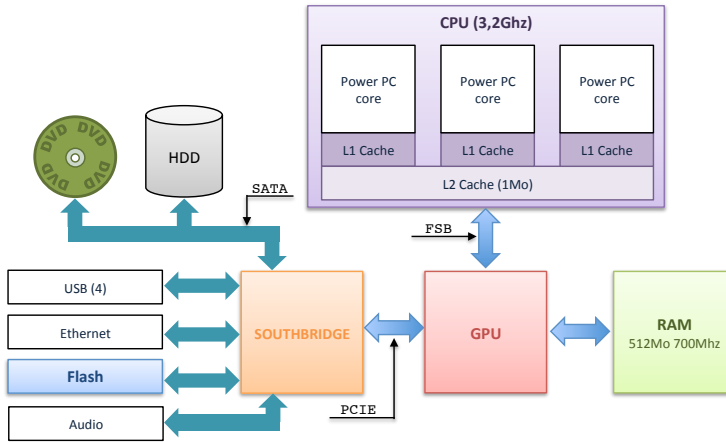 CPU (3,2Ghz)
Power PC
core
Power PC
core
Power PC
core
L1 Cache
L1 Cache
L1 Cache
L2 Cache (1Mo)
DVD DVD DVD DVD
HDD
SATA
FSB
USB (4)
Ethernet
Flash
Audio
SOUTHBRIDGE
GPU
RAM
512Mo 700Mhz
PCIE